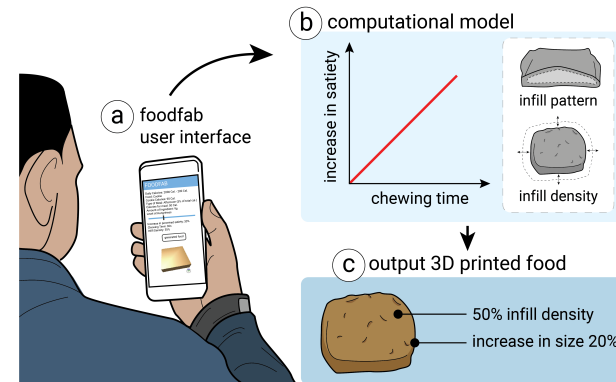 a
foodfab
user interface
FOODFAB
b
computational model
increase in satiety
chewing time
infill pattern
infill density
c
output 3D printed food
50% infill density
increase in size 20%